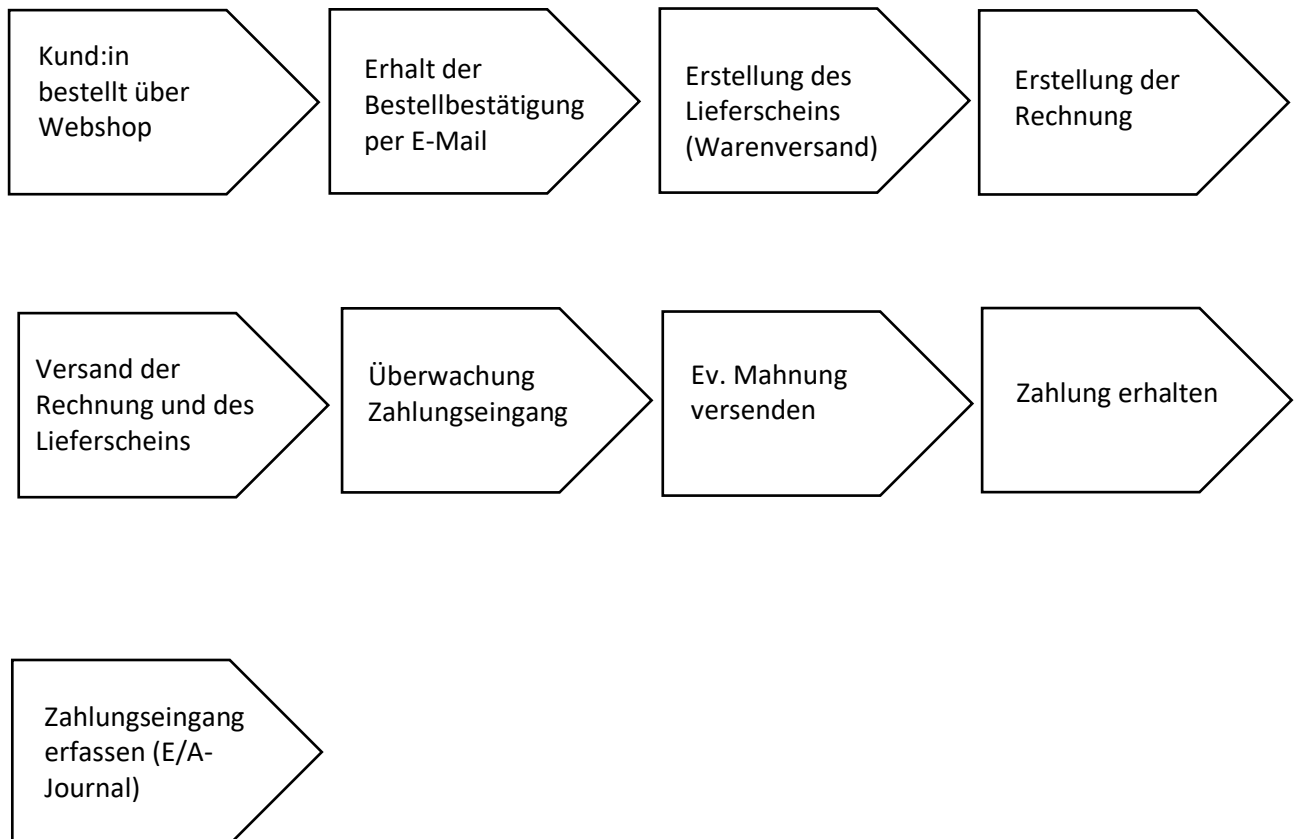 Kund:in
bestellt über
Webshop
Erhalt der
Bestellbestätigung
per E-Mail
Erstellung des
Lieferscheins
(Warenversand)
Erstellung der
Rechnung
Versand der
Rechnung und des
Lieferscheins
Überwachung
Zahlungseingang
Ev. Mahnung
versenden
Zahlung erhalten
Zahlungseingang
erfassen (E/A-
Journal)